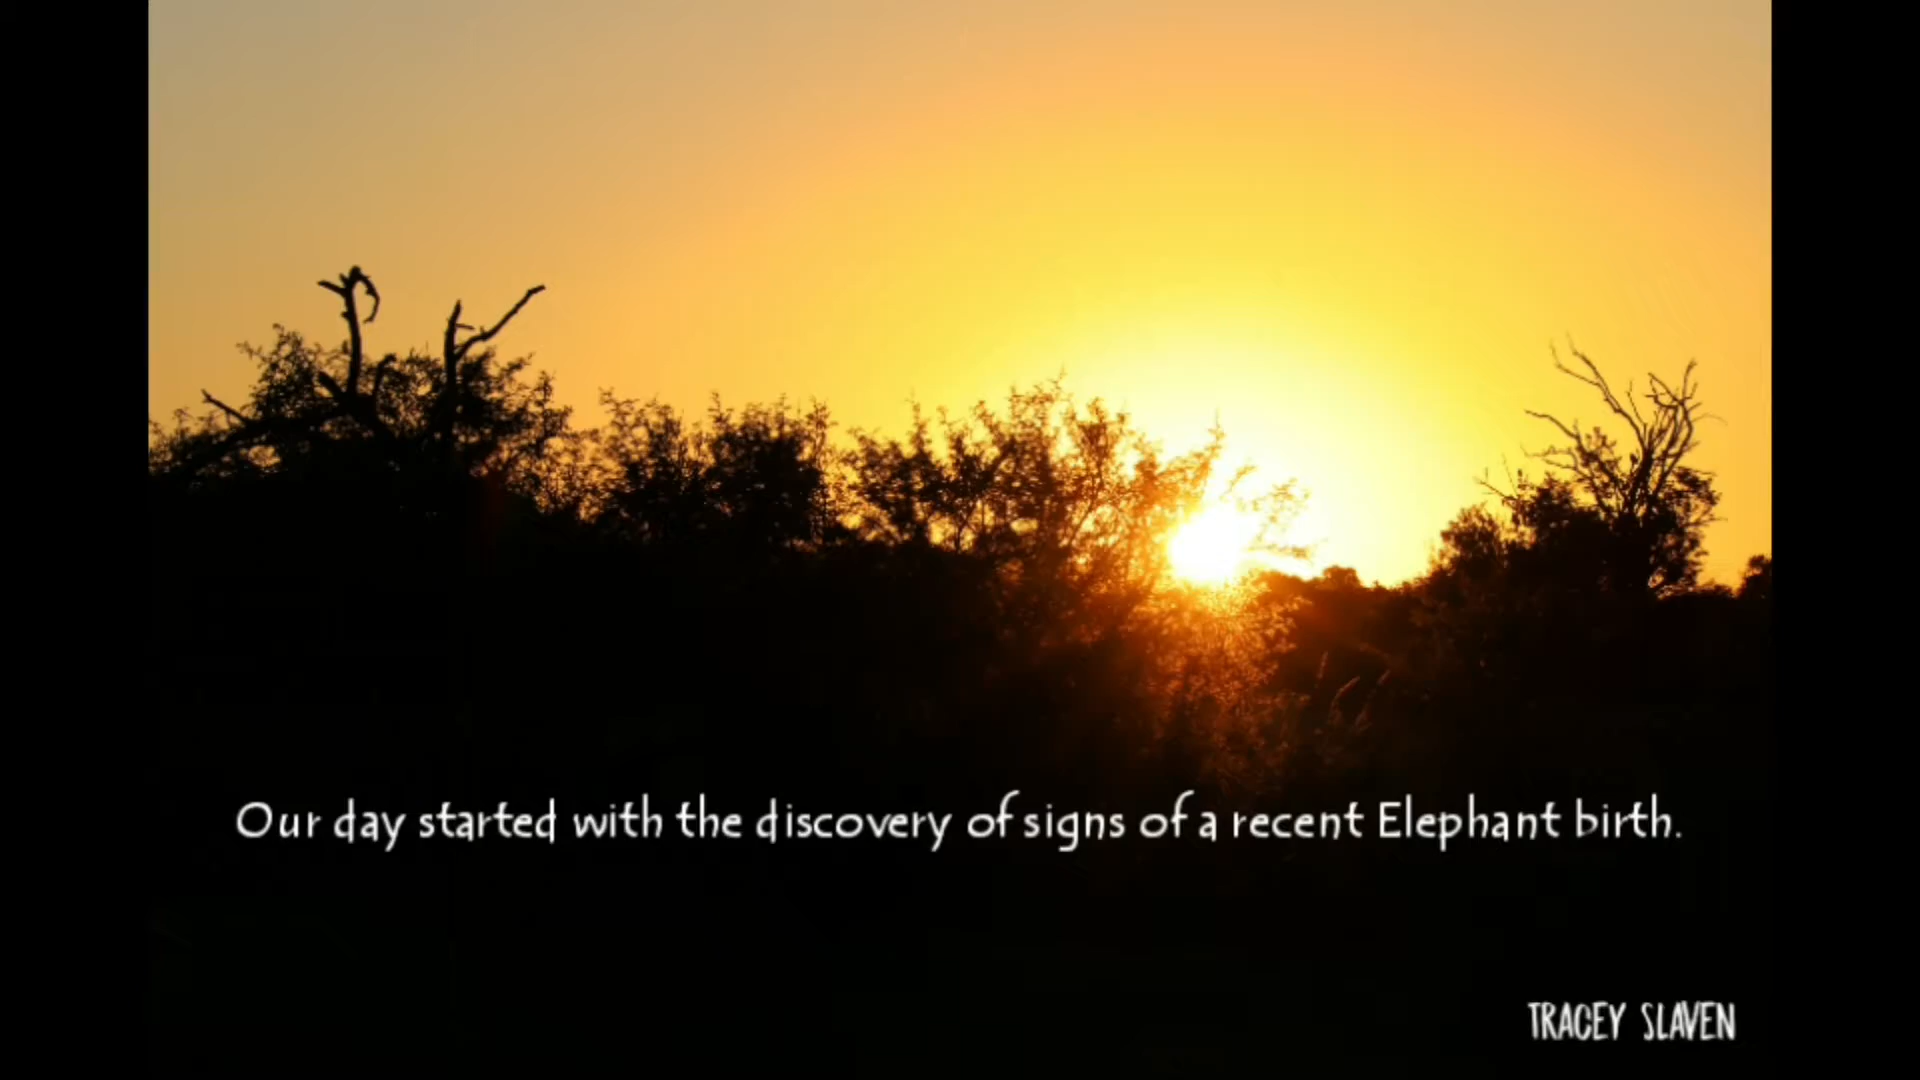 Our day started with the discovery of signs of a recent Elephant birth.
TRACEY SLAVEN